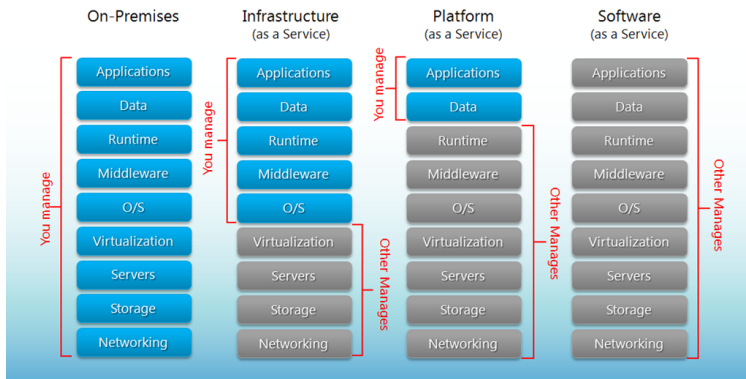 On-Premises
You manage
Applications
Data
Runtime
Middleware
O/S
Virtualization
Servers
Storage
Networking
Infrastructure
(as a Service)
You manage
Applications
Data
Runtime
Middleware
O/S
Virtualization
Servers
Storage
Networking
Other Manages
Platform
(as a Service)
You manage
Applications
Data
Runtime
Middleware
O/S
Virtualization
Servers
Storage
Networking
Other Manages
Software
(as a Service)
Applications
Data
Runtime
Middleware
O/S
Virtualization
Servers
Storage
Networking
Other Manages